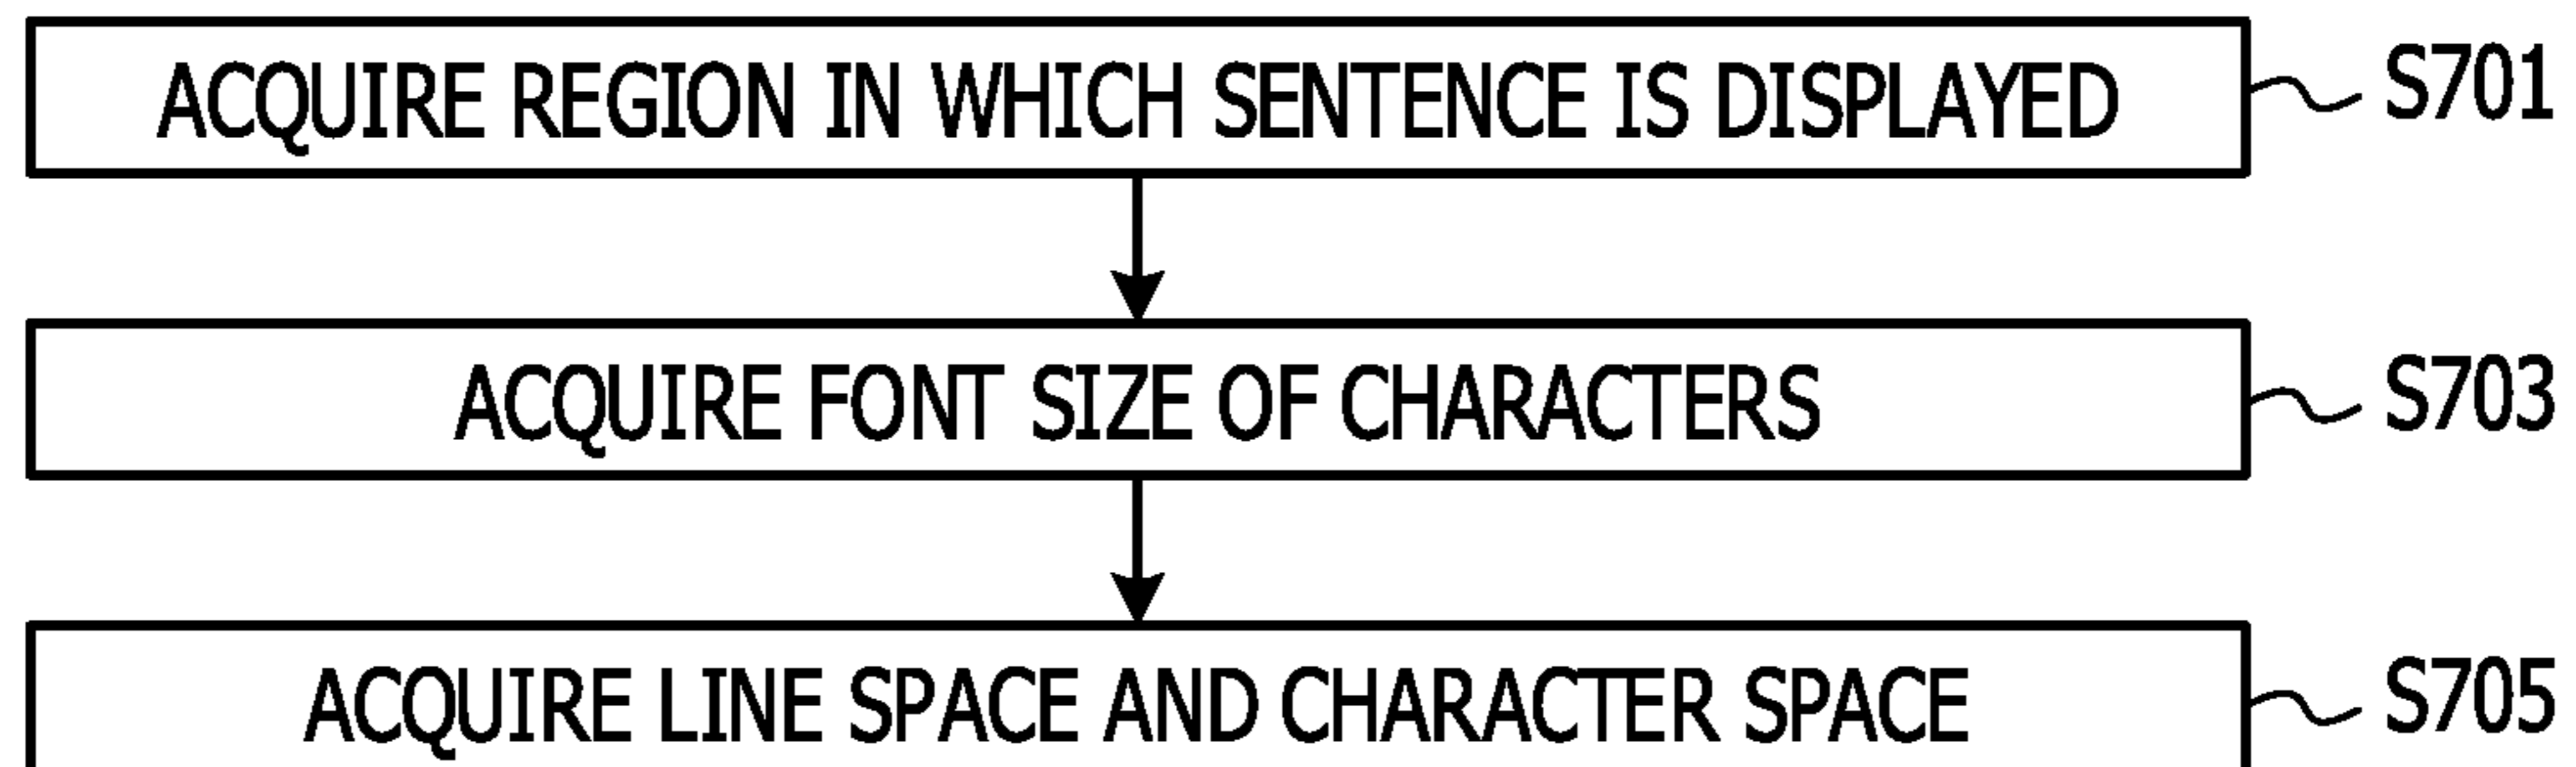 ACQUIRE REGION IN WHICH SENTENCE IS DISPLAYED S701
ACQUIRE FONT SIZE OF CHARACTERS S703
ACQUIRE LINE SPACE AND CHARACTER SPACE S705